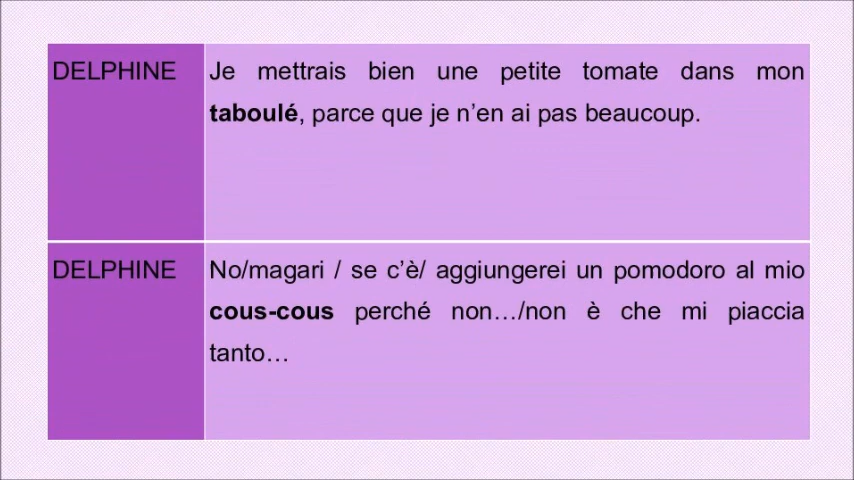 DELPHINE
Je mettrais bien une petite tomate dans mon
taboulé, parce que je n’en ai pas beaucoup.
DELPHINE
No/magari / se c’è/ aggiungerei un pomodoro al mio
cous-cous perché non…/non è che mi piaccia
tanto…